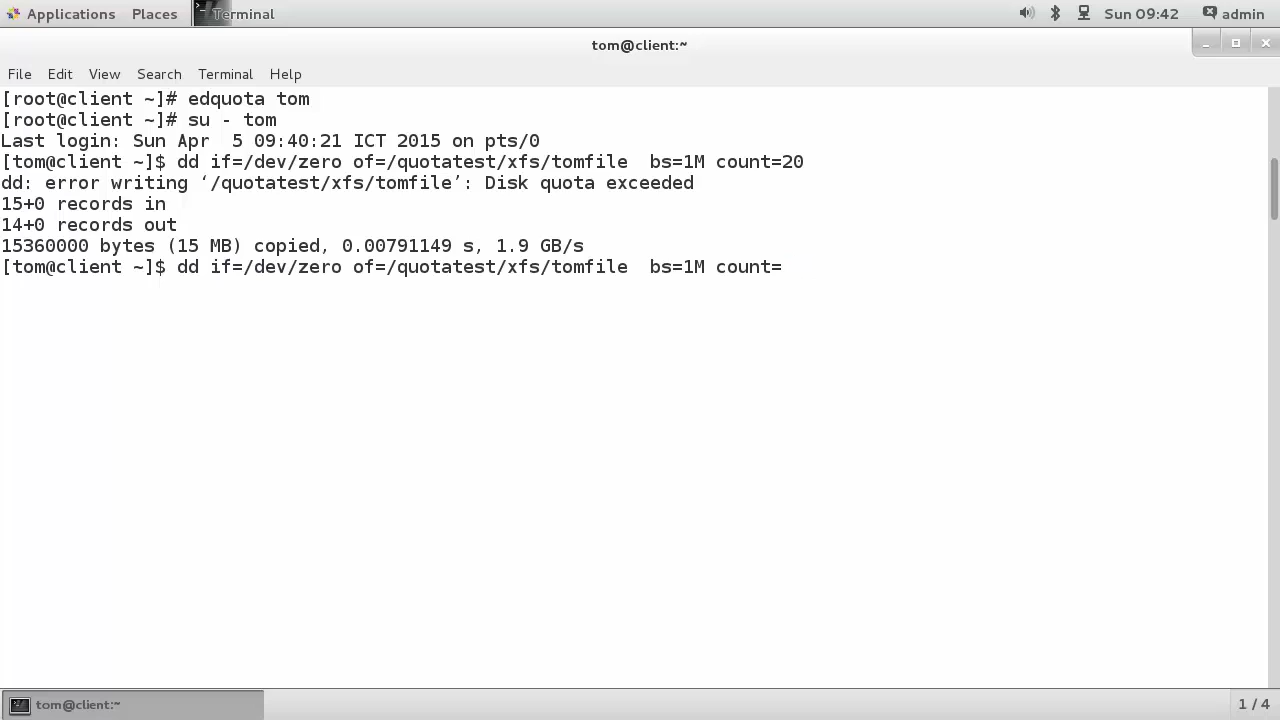 Applications Places Terminal Sun 09:42 admin
tom@client:~
File Edit View Search Terminal Help
[root@client ~]# edquota tom
[root@client ~]# su - tom
Last login: Sun Apr  5 09:40:21 ICT 2015 on pts/0
[tom@client ~]$ dd if=/dev/zero of=/quotatest/xfs/tomfile  bs=1M count=20
dd: error writing ‘/quotatest/xfs/tomfile’: Disk quota exceeded
15+0 records in
14+0 records out
15360000 bytes (15 MB) copied, 0.00791149 s, 1.9 GB/s
[tom@client ~]$ dd if=/dev/zero of=/quotatest/xfs/tomfile  bs=1M count=
tom@client:~ 1 / 4